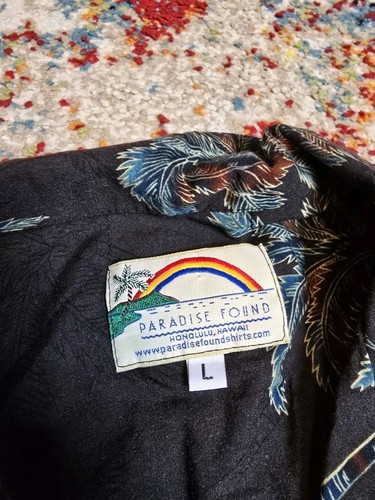 PARADISE FOUND
HONOLULU, HAWAII
www.paradisefoundshirts.com
L